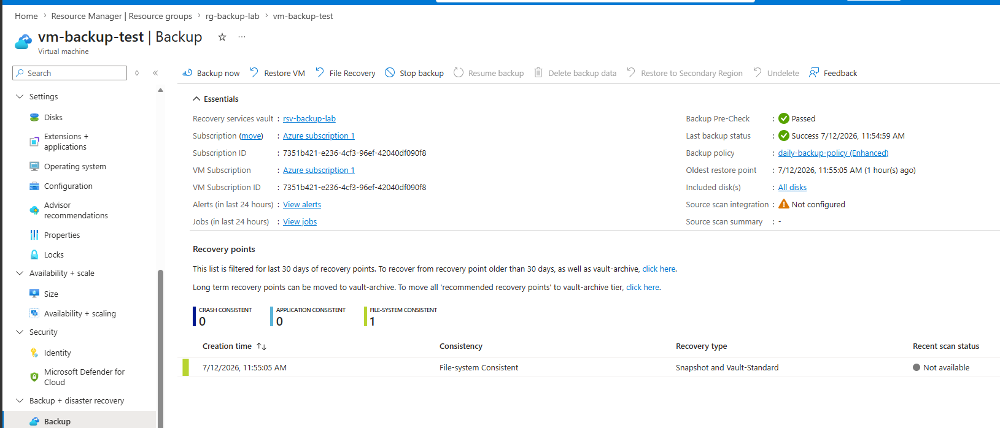 Home > Resource Manager | Resource groups > rg-backup-lab > vm-backup-test
vm-backup-test | Backup
Virtual machine
Search
Backup now
Restore VM
File Recovery
Stop backup
Resume backup
Delete backup data
Restore to Secondary Region
Undelete
Feedback
Settings
Disks
Extensions +
applications
Operating system
Configuration
Advisor
recommendations
Properties
Locks
Availability + scale
Size
Availability + scaling
Security
Identity
Microsoft Defender for
Cloud
Backup + disaster recovery
Backup
Essentials
Recovery services vault : rsv-backup-lab
Subscription (move) : Azure subscription 1
Subscription ID : 7351b421-e236-4cf3-96ef-42040df090f8
VM Subscription : Azure subscription 1
VM Subscription ID : 7351b421-e236-4cf3-96ef-42040df090f8
Alerts (in last 24 hours) : View alerts
Jobs (in last 24 hours) : View jobs
Backup Pre-Check : Passed
Last backup status : Success 7/12/2026, 11:54:59 AM
Backup policy : daily-backup-policy (Enhanced)
Oldest restore point : 7/12/2026, 11:55:05 AM (1 hour(s) ago)
Included disk(s) : All disks
Source scan integration : Not configured
Source scan summary : -
Recovery points
This list is filtered for last 30 days of recovery points. To recover from recovery point older than 30 days, as well as vault-archive, click here.
Long term recovery points can be moved to vault-archive. To move all 'recommended recovery points' to vault-archive tier, click here.
CRASH CONSISTENT
0
APPLICATION CONSISTENT
0
FILE-SYSTEM CONSISTENT
1
Creation time Consistency Recovery type Recent scan status
7/12/2026, 11:55:05 AM File-system Consistent Snapshot and Vault-Standard Not available